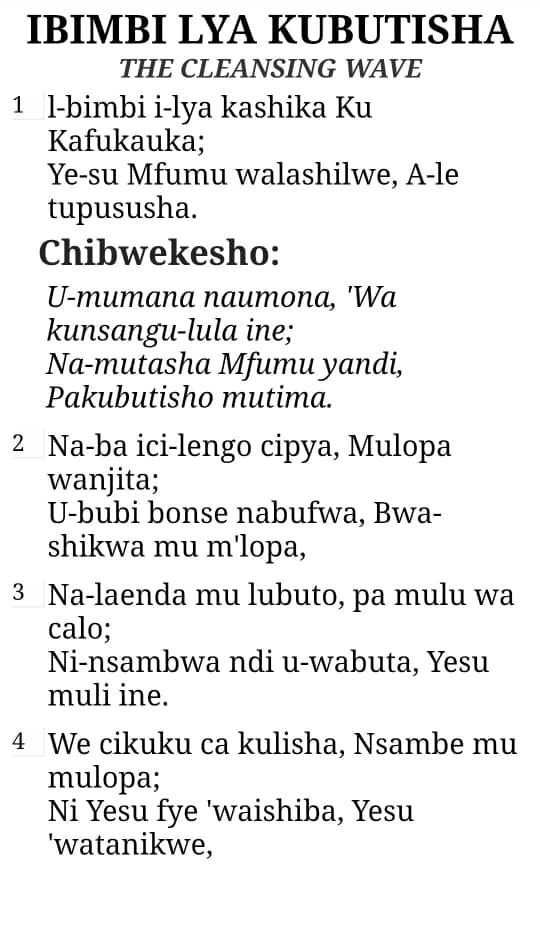 IBIMBI LYA KUBUTISHA
THE CLEANSING WAVE
1 l-bimbi i-lya kashika Ku
Kafukauka;
Ye-su Mfumu walashilwe, A-le
tupususha.
Chibwekesho:
U-mumana naumona, 'Wa
kunsangu-lula ine;
Na-mutasha Mfumu yandi,
Pakubutisho mutima.
2 Na-ba ici-lengo cipya, Mulopa
wanjita;
U-bubi bonse nabufwa, Bwa-
shikwa mu m'lopa,
3 Na-laenda mu lubuto, pa mulu wa
calo;
Ni-nsambwa ndi u-wabuta, Yesu
muli ine.
4 We cikuku ca kulisha, Nsambe mu
mulopa;
Ni Yesu fye 'waishiba, Yesu
'watanikwe,